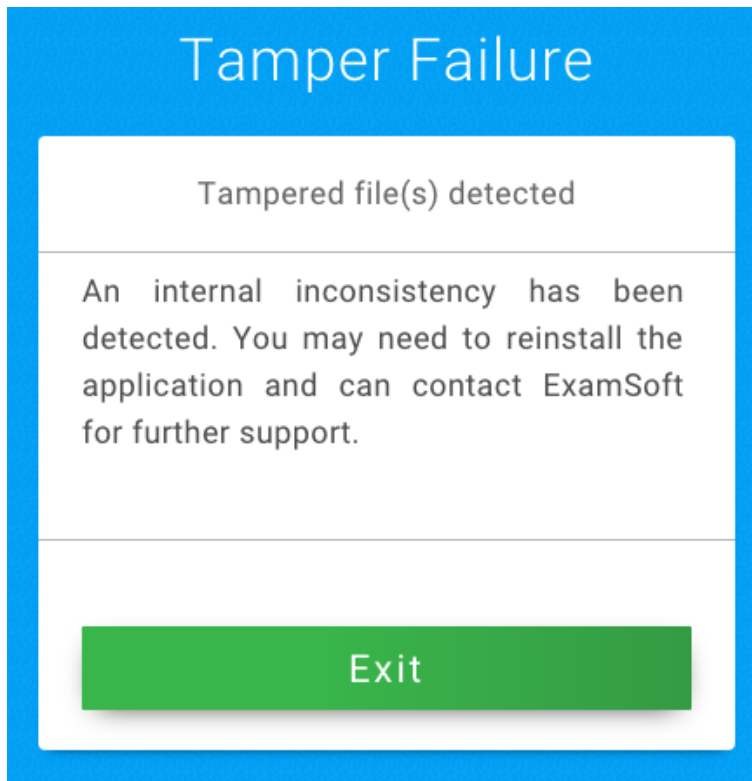 Tamper Failure
Tampered file(s) detected
An internal inconsistency has been
detected. You may need to reinstall the
application and can contact ExamSoft
for further support.
Exit